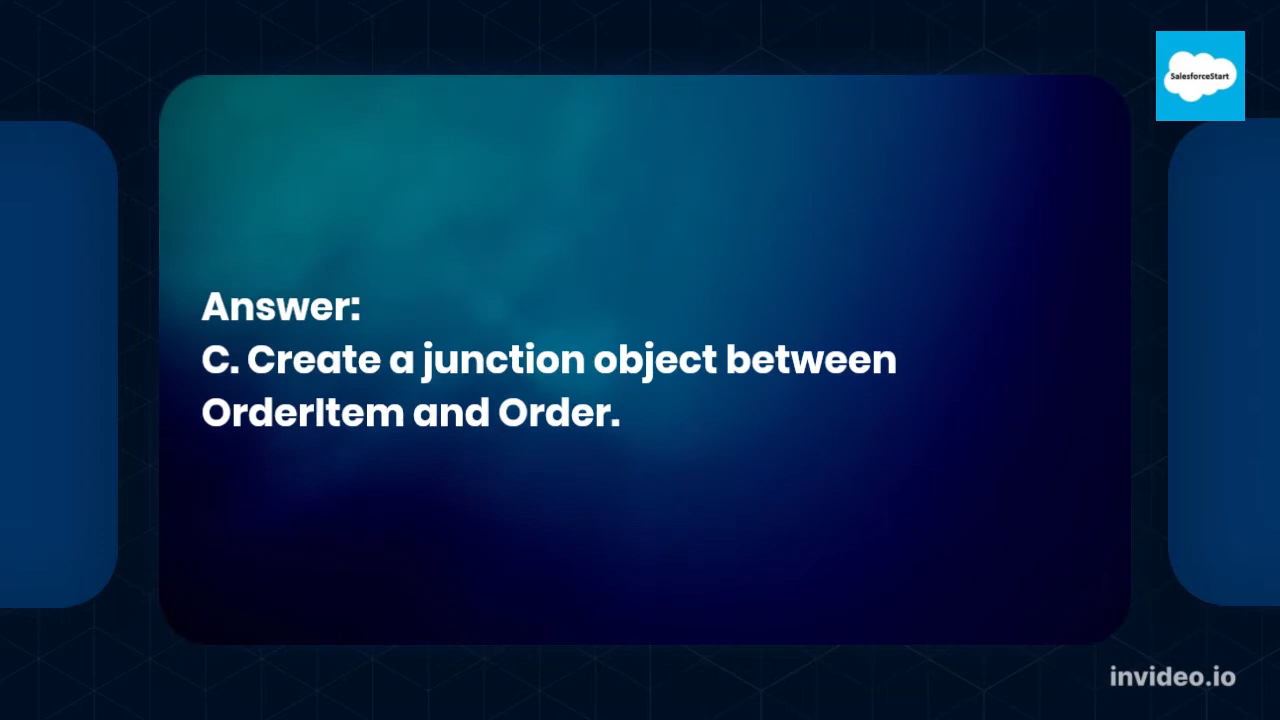 SalesforceStart
Answer:
C. Create a junction object between
OrderItem and Order.
invideo.io